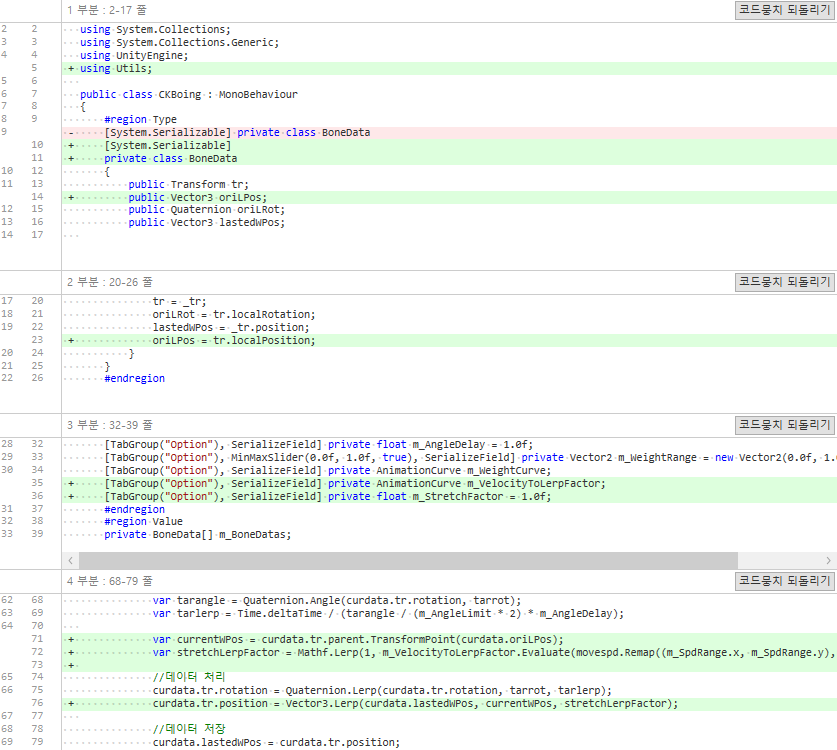 1 부분 : 2-17 줄 코드뭉치 되돌리기
2 2 using System.Collections;
3 3 using System.Collections.Generic;
4 4 using UnityEngine;
5 + using Utils;
5 6
6 7 public class CKBoing : MonoBehaviour
7 8 {
8 9 #region Type
9 - [System.Serializable] private class BoneData
10 + [System.Serializable]
11 + private class BoneData
10 12 {
11 13 public Transform tr;
14 + public Vector3 oriLPos;
12 15 public Quaternion oriLRot;
13 16 public Vector3 lastedWPos;
14 17
2 부분 : 20-26 줄 코드뭉치 되돌리기
17 20 tr = _tr;
18 21 oriLRot = tr.localRotation;
19 22 lastedWPos = _tr.position;
23 + oriLPos = tr.localPosition;
20 24 }
21 25 }
22 26 #endregion
3 부분 : 32-39 줄 코드뭉치 되돌리기
28 32 [TabGroup("Option"), SerializeField] private float m_AngleDelay = 1.0f;
29 33 [TabGroup("Option"), MinMaxSlider(0.0f, 1.0f, true), SerializeField] private Vector2 m_WeightRange = new Vector2(0.0f, 1.0
30 34 [TabGroup("Option"), SerializeField] private AnimationCurve m_WeightCurve;
35 + [TabGroup("Option"), SerializeField] private AnimationCurve m_VelocityToLerpFactor;
36 + [TabGroup("Option"), SerializeField] private float m_StretchFactor = 1.0f;
31 37 #endregion
32 38 #region Value
33 39 private BoneData[] m_BoneDatas;
4 부분 : 68-79 줄 코드뭉치 되돌리기
62 68 var tarangle = Quaternion.Angle(curdata.tr.rotation, tarrot);
63 69 var tarlerp = Time.deltaTime / (tarangle / (m_AngleLimit * 2) * m_AngleDelay);
64 70
71 + var currentWPos = curdata.tr.parent.TransformPoint(curdata.oriLPos);
72 + var stretchLerpFactor = Mathf.Lerp(1, m_VelocityToLerpFactor.Evaluate(movespd.Remap((m_SpdRange.x, m_SpdRange.y),
73 +
65 74 //데이터 처리
66 75 curdata.tr.rotation = Quaternion.Lerp(curdata.tr.rotation, tarrot, tarlerp);
76 + curdata.tr.position = Vector3.Lerp(curdata.lastedWPos, currentWPos, stretchLerpFactor);
67 77
68 78 //데이터 저장
69 79 curdata.lastedWPos = curdata.tr.position;